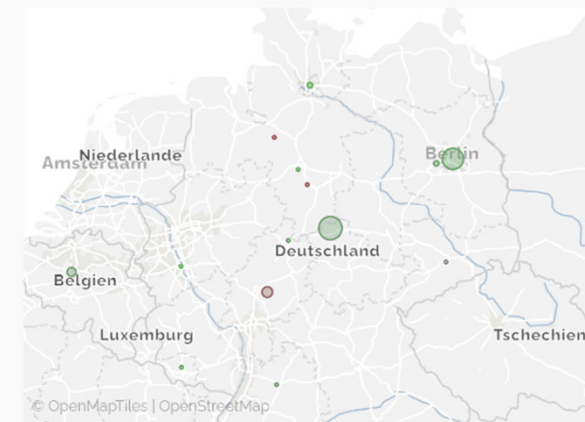 Berlin
Niederlande
Amsterdam
Deutschland
Belgien
Luxemburg
Tschechien
© OpenMapTiles | OpenStreetMap